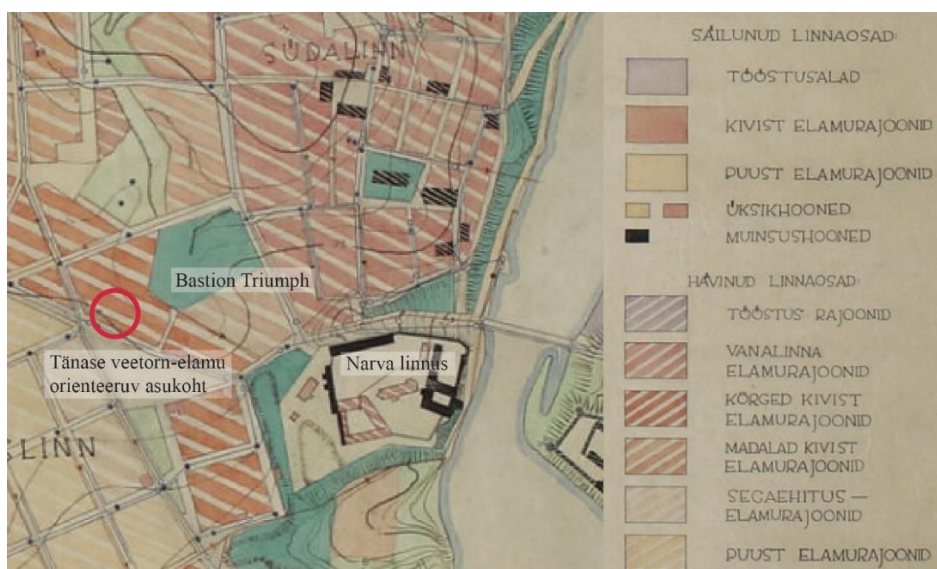 SÜDALINN
Bastion Triumph
Tänase veetorn-elamu
orienteeruv asukoht
Narva linnus
SLINN
SÄILUNUD LINNAOSAD:
TÖÖSTUSALAD
KIVIST ELAMURAJOONID
PUUST ELAMURAJOONID
ÜKSIKHOONED
MUINSUSHOONED
HÄVINUD LINNAOSAD:
TÖÖSTUS RAJOONID
VANALINNA
ELAMURAJOONID
KÕRGED KIVIST
ELAMURAJOONID
MADALAD KIVIST
ELAMURAJOONID
SEGAEHITUS —
ELAMURAJOONID
PUUST ELAMURAJOONID